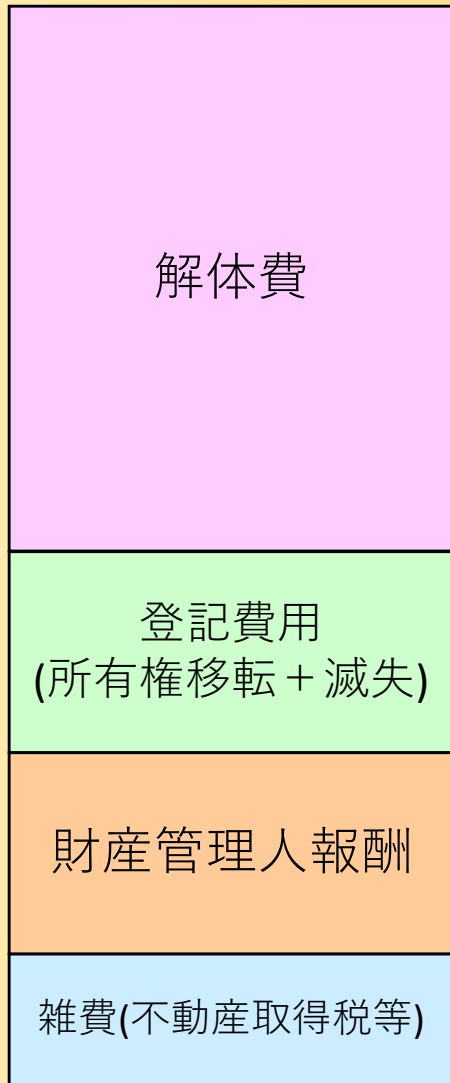 解体費
登記費用
(所有権移転＋滅失)
財産管理人報酬
雑費(不動産取得税等)